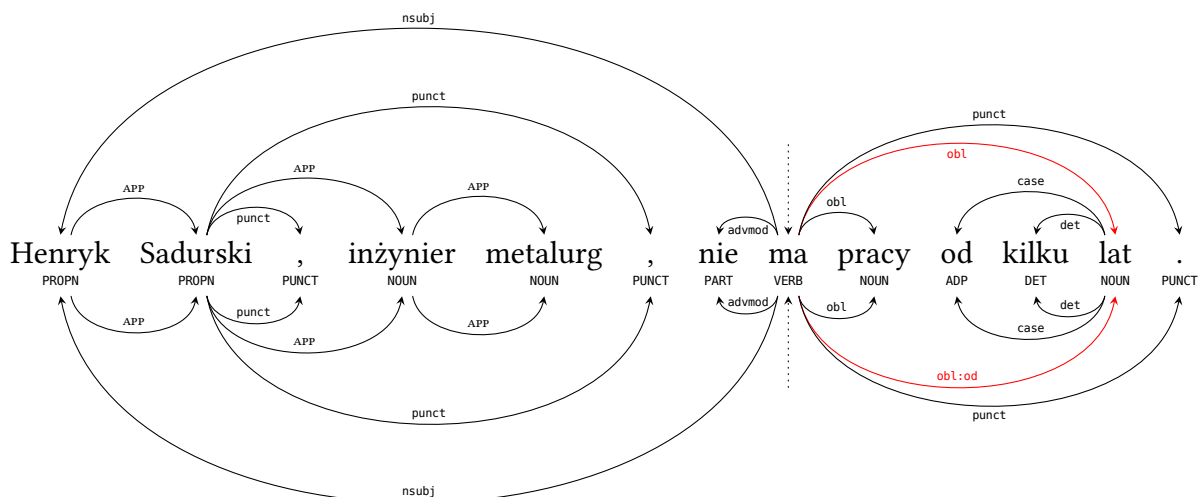 nsubj
punct
punct
obl
APP
APP
APP
case
obl
punct
advmod
det
Henryk Sadurski , inżynier metalurg , nie ma pracy od kilku lat .
PROPN PROPN PUNCT NOUN NOUN PUNCT PART VERB NOUN ADP DET NOUN PUNCT
advmod
det
punct
obl
APP
APP
APP
case
obl:od
punct
punct
nsubj